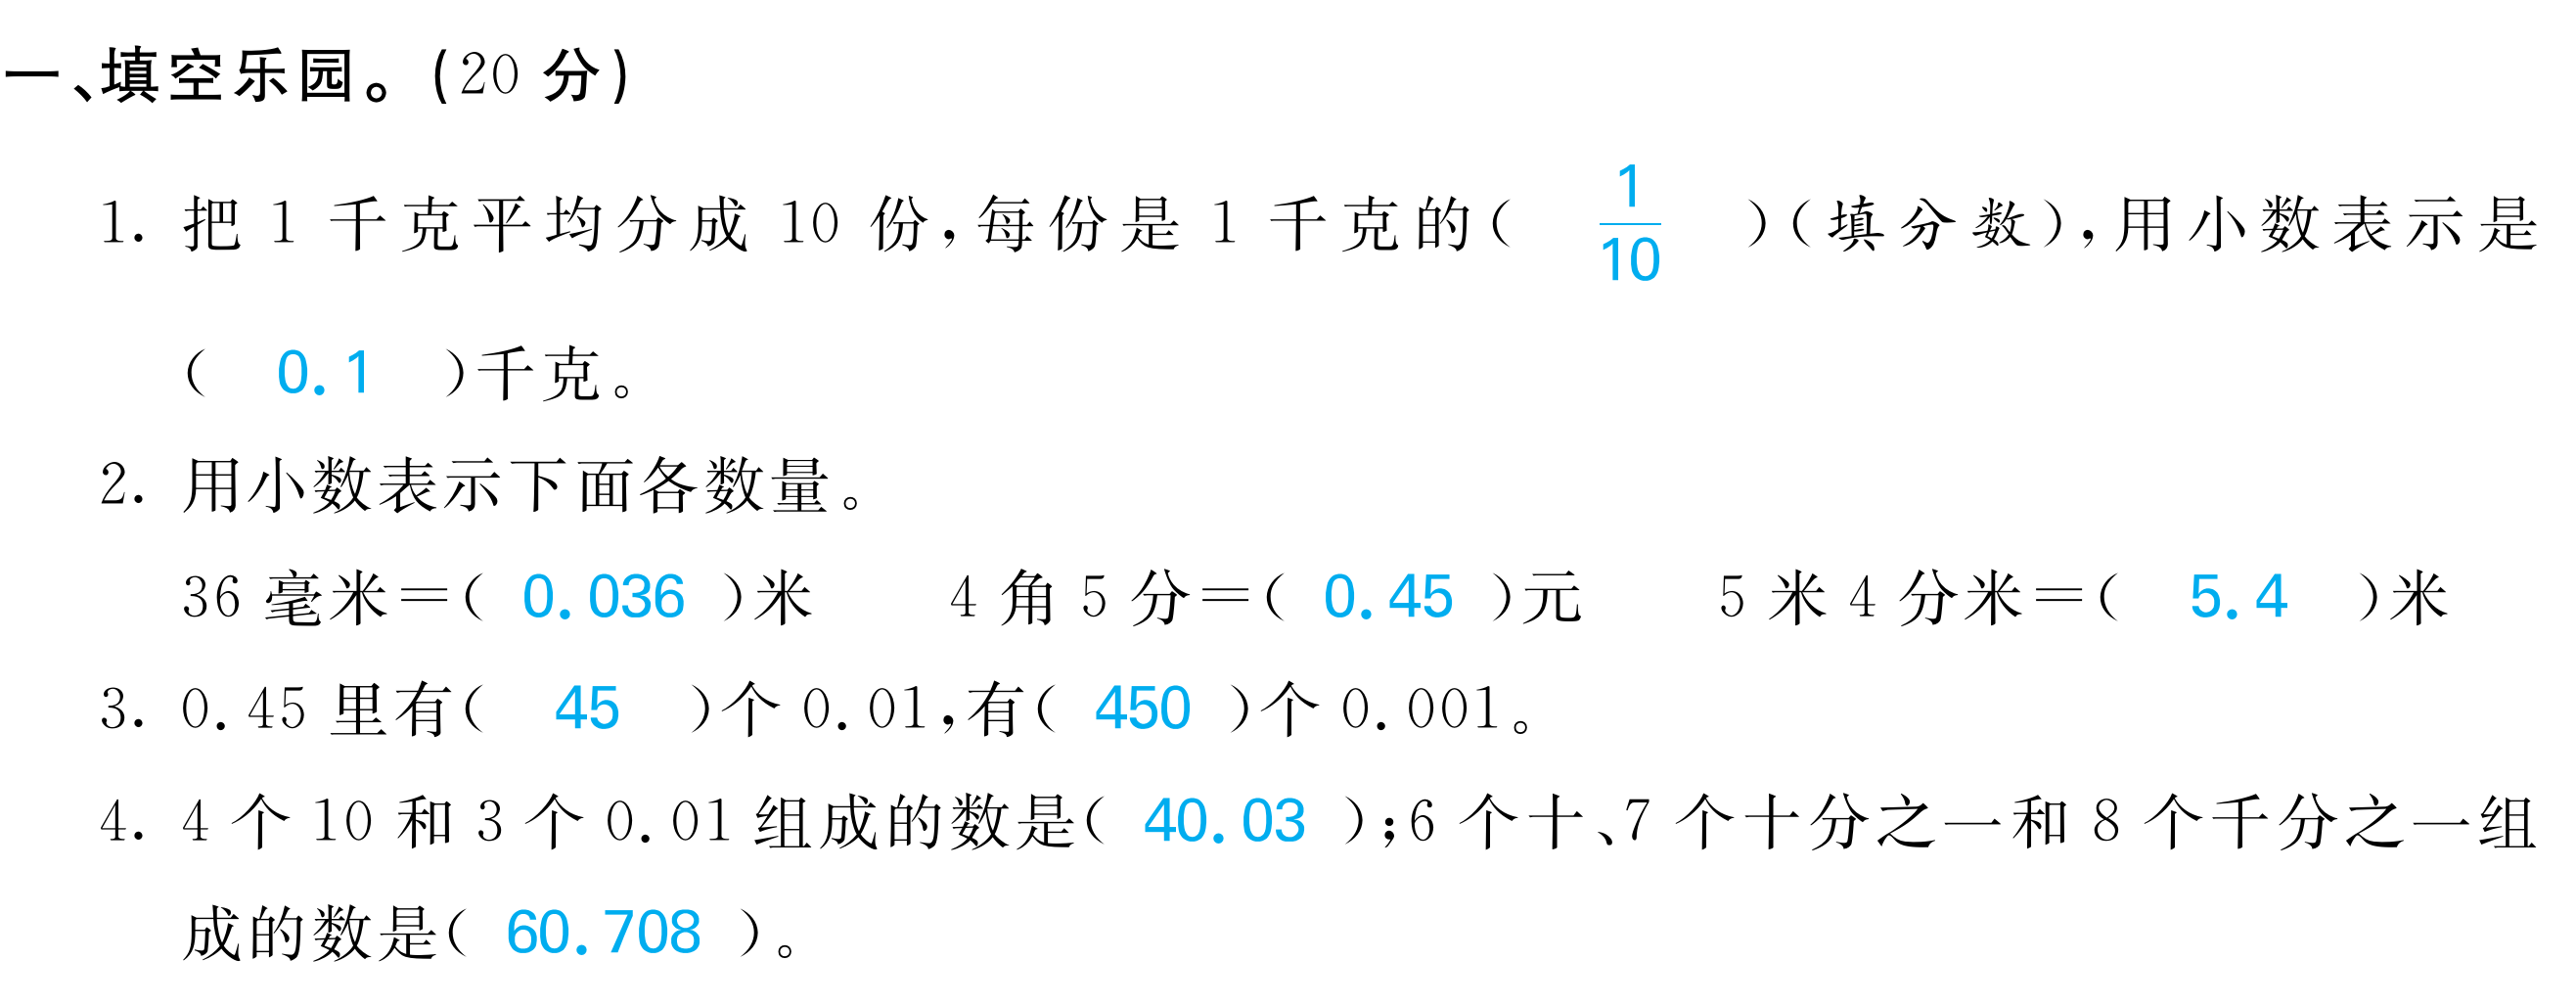 一、填空乐园。(20 分)
1. 把 1 千克平均分成 10 份,每份是 1 千克的( 1/10 )(填分数),用小数表示是
( 0.1 )千克。
2. 用小数表示下面各数量。
36 毫米=( 0.036 )米 4 角 5 分=( 0.45 )元 5 米 4 分米=( 5.4 )米
3. 0.45 里有( 45 )个 0.01,有( 450 )个 0.001。
4. 4 个 10 和 3 个 0.01 组成的数是( 40.03 );6 个十、7 个十分之一和 8 个千分之一组
成的数是( 60.708 )。